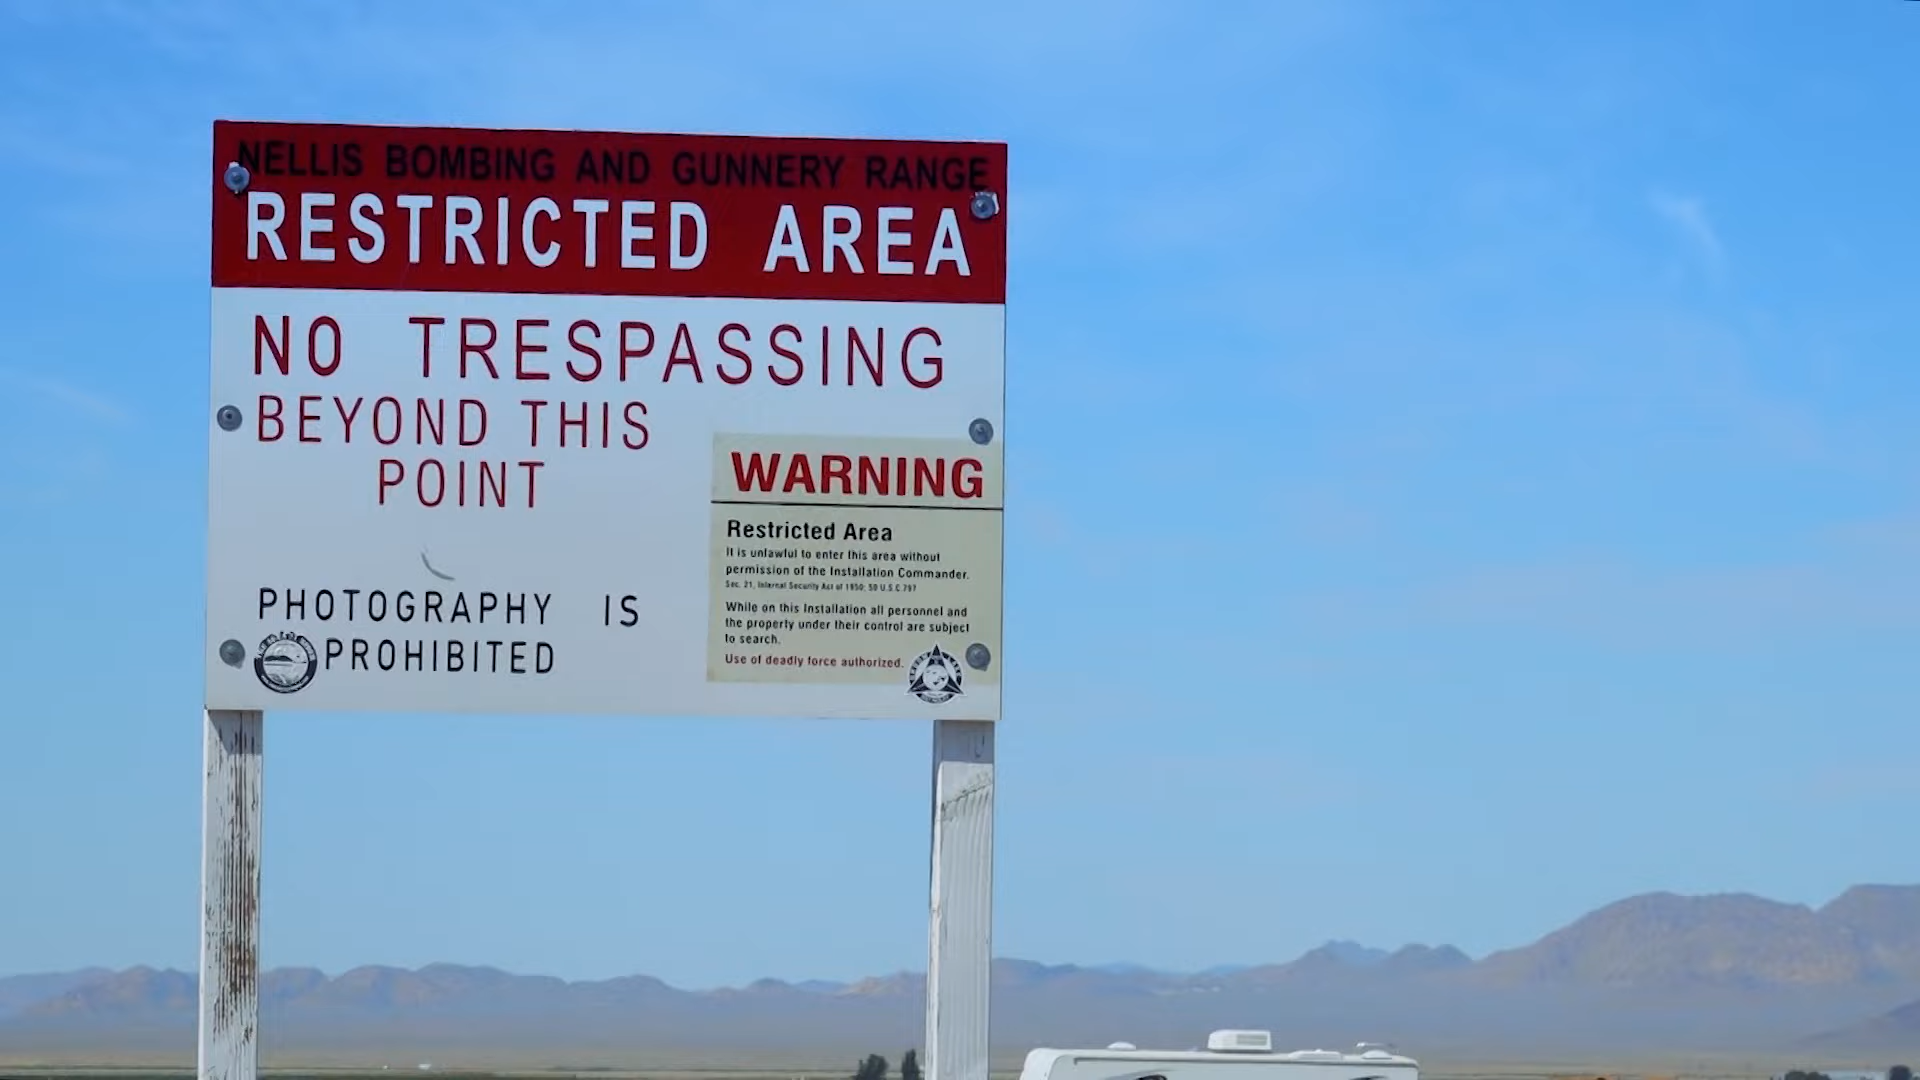 NELLIS BOMBING AND GUNNERY RANGE
RESTRICTED AREA
NO TRESPASSING
BEYOND THIS
POINT
PHOTOGRAPHY IS
PROHIBITED
WARNING
Restricted Area
It is unlawful to enter this area without
permission of the Installation Commander.
Sec. 21, Internal Security Act of 1950; 50 U.S.C. 797
While on this Installation all personnel and
the property under their control are subject
to search.
Use of deadly force authorized.